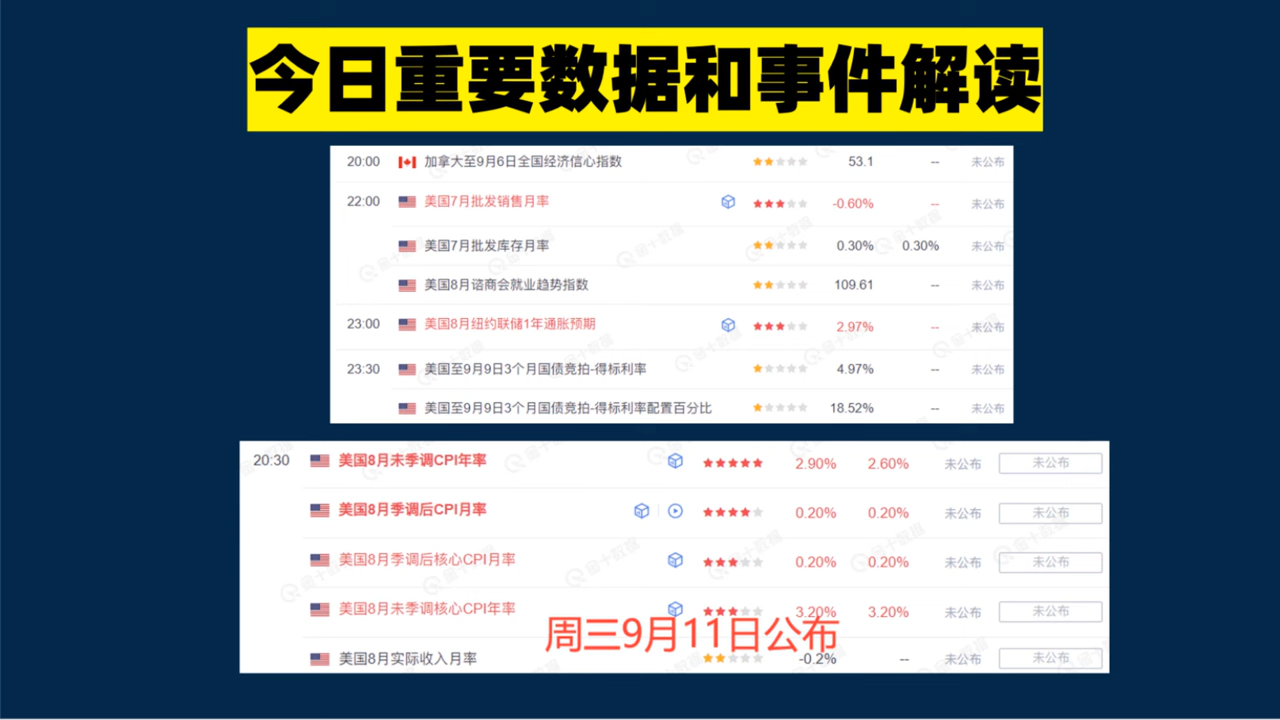 今日重要数据和事件解读
20:00 加拿大至9月6日全国经济信心指数 53.1 -- 未公布
22:00 美国7月批发销售月率 -0.60% -- 未公布
美国7月批发库存月率 0.30% 0.30% 未公布
美国8月谘商会就业趋势指数 109.61 -- 未公布
23:00 美国8月纽约联储1年通胀预期 2.97% -- 未公布
23:30 美国至9月9日3个月国债竞拍-得标利率 4.97% -- 未公布
美国至9月9日3个月国债竞拍-得标利率配置百分比 18.52% -- 未公布
20:30 美国8月未季调CPI年率 2.90% 2.60% 未公布 未公布
美国8月季调后CPI月率 0.20% 0.20% 未公布 未公布
美国8月季调后核心CPI月率 0.20% 0.20% 未公布 未公布
美国8月未季调核心CPI年率 3.20% 3.20% 未公布 未公布
周三9月11日公布
美国8月实际收入月率 -0.2% -- 未公布 未公布
金十数据